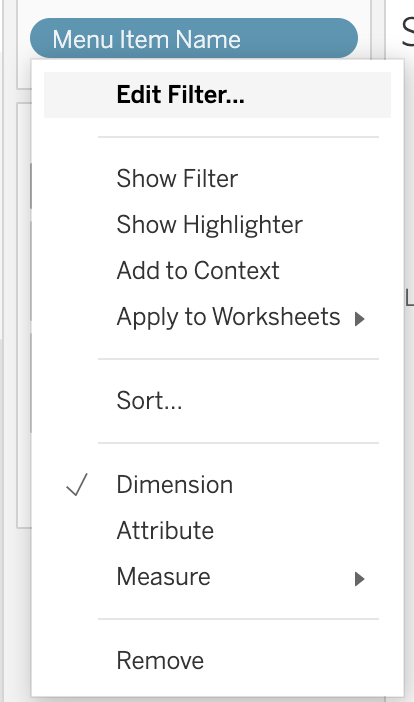 Menu Item Name
Edit Filter...
Show Filter
Show Highlighter
Add to Context
Apply to Worksheets
Sort...
Dimension
Attribute
Measure
Remove